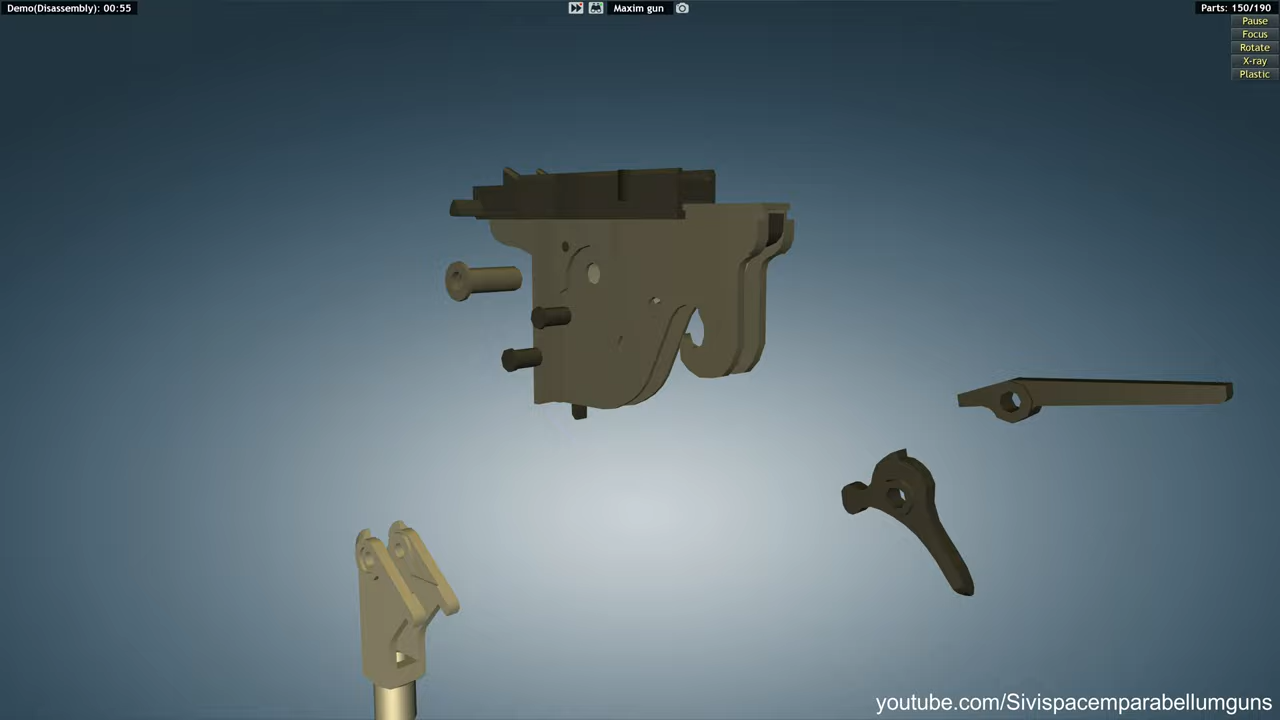 Demo(Disassembly): 00:55
Maxim gun
Parts: 150/190
Pause
Focus
Rotate
X-ray
Plastic
youtube.com/Sivispacemparabellumguns